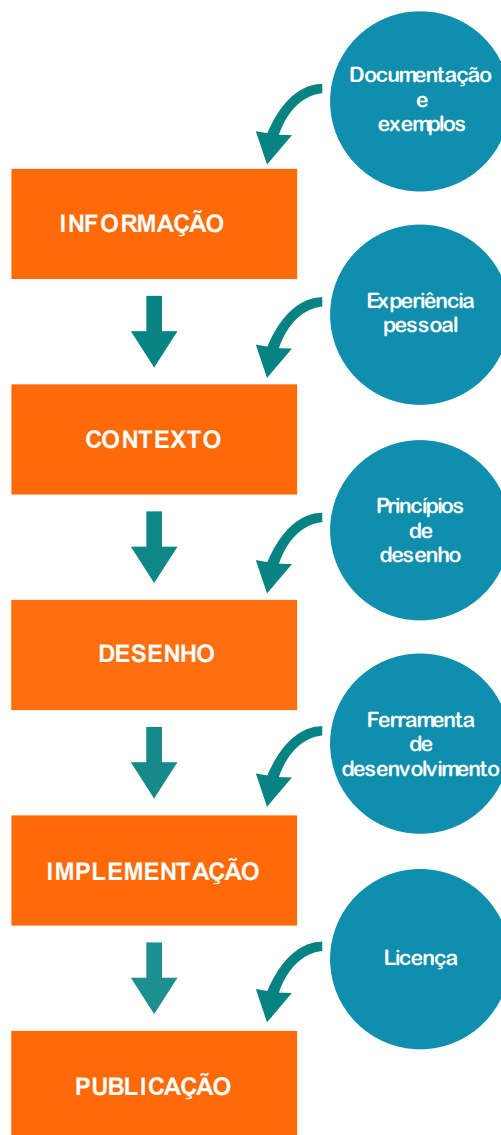 Documentação
e
exemplos
INFORMAÇÃO
Experiência
pessoal
CONTEXTO
Princípios
de
desenho
DESENHO
Ferramenta
de
desenvolvimento
IMPLEMENTAÇÃO
Licença
PUBLICAÇÃO